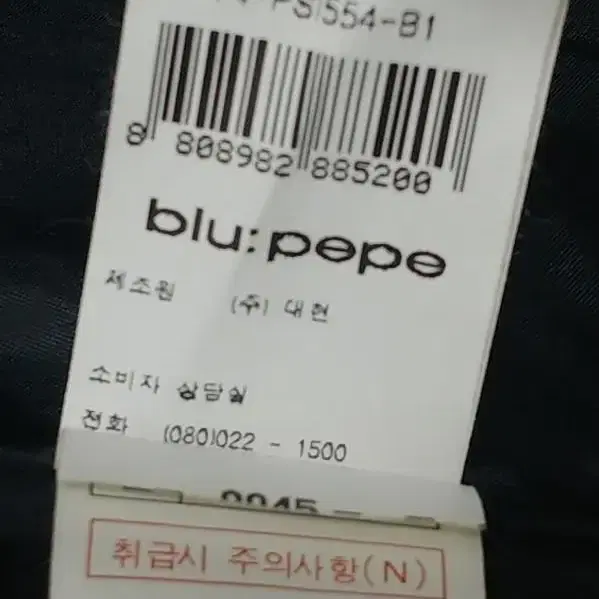 PS1554-B1
8 808982 885200
blu:pepe
제조원 (주) 대현
소비자 상담실
전화 (080)022 - 1500
취급시 주의사항(N)